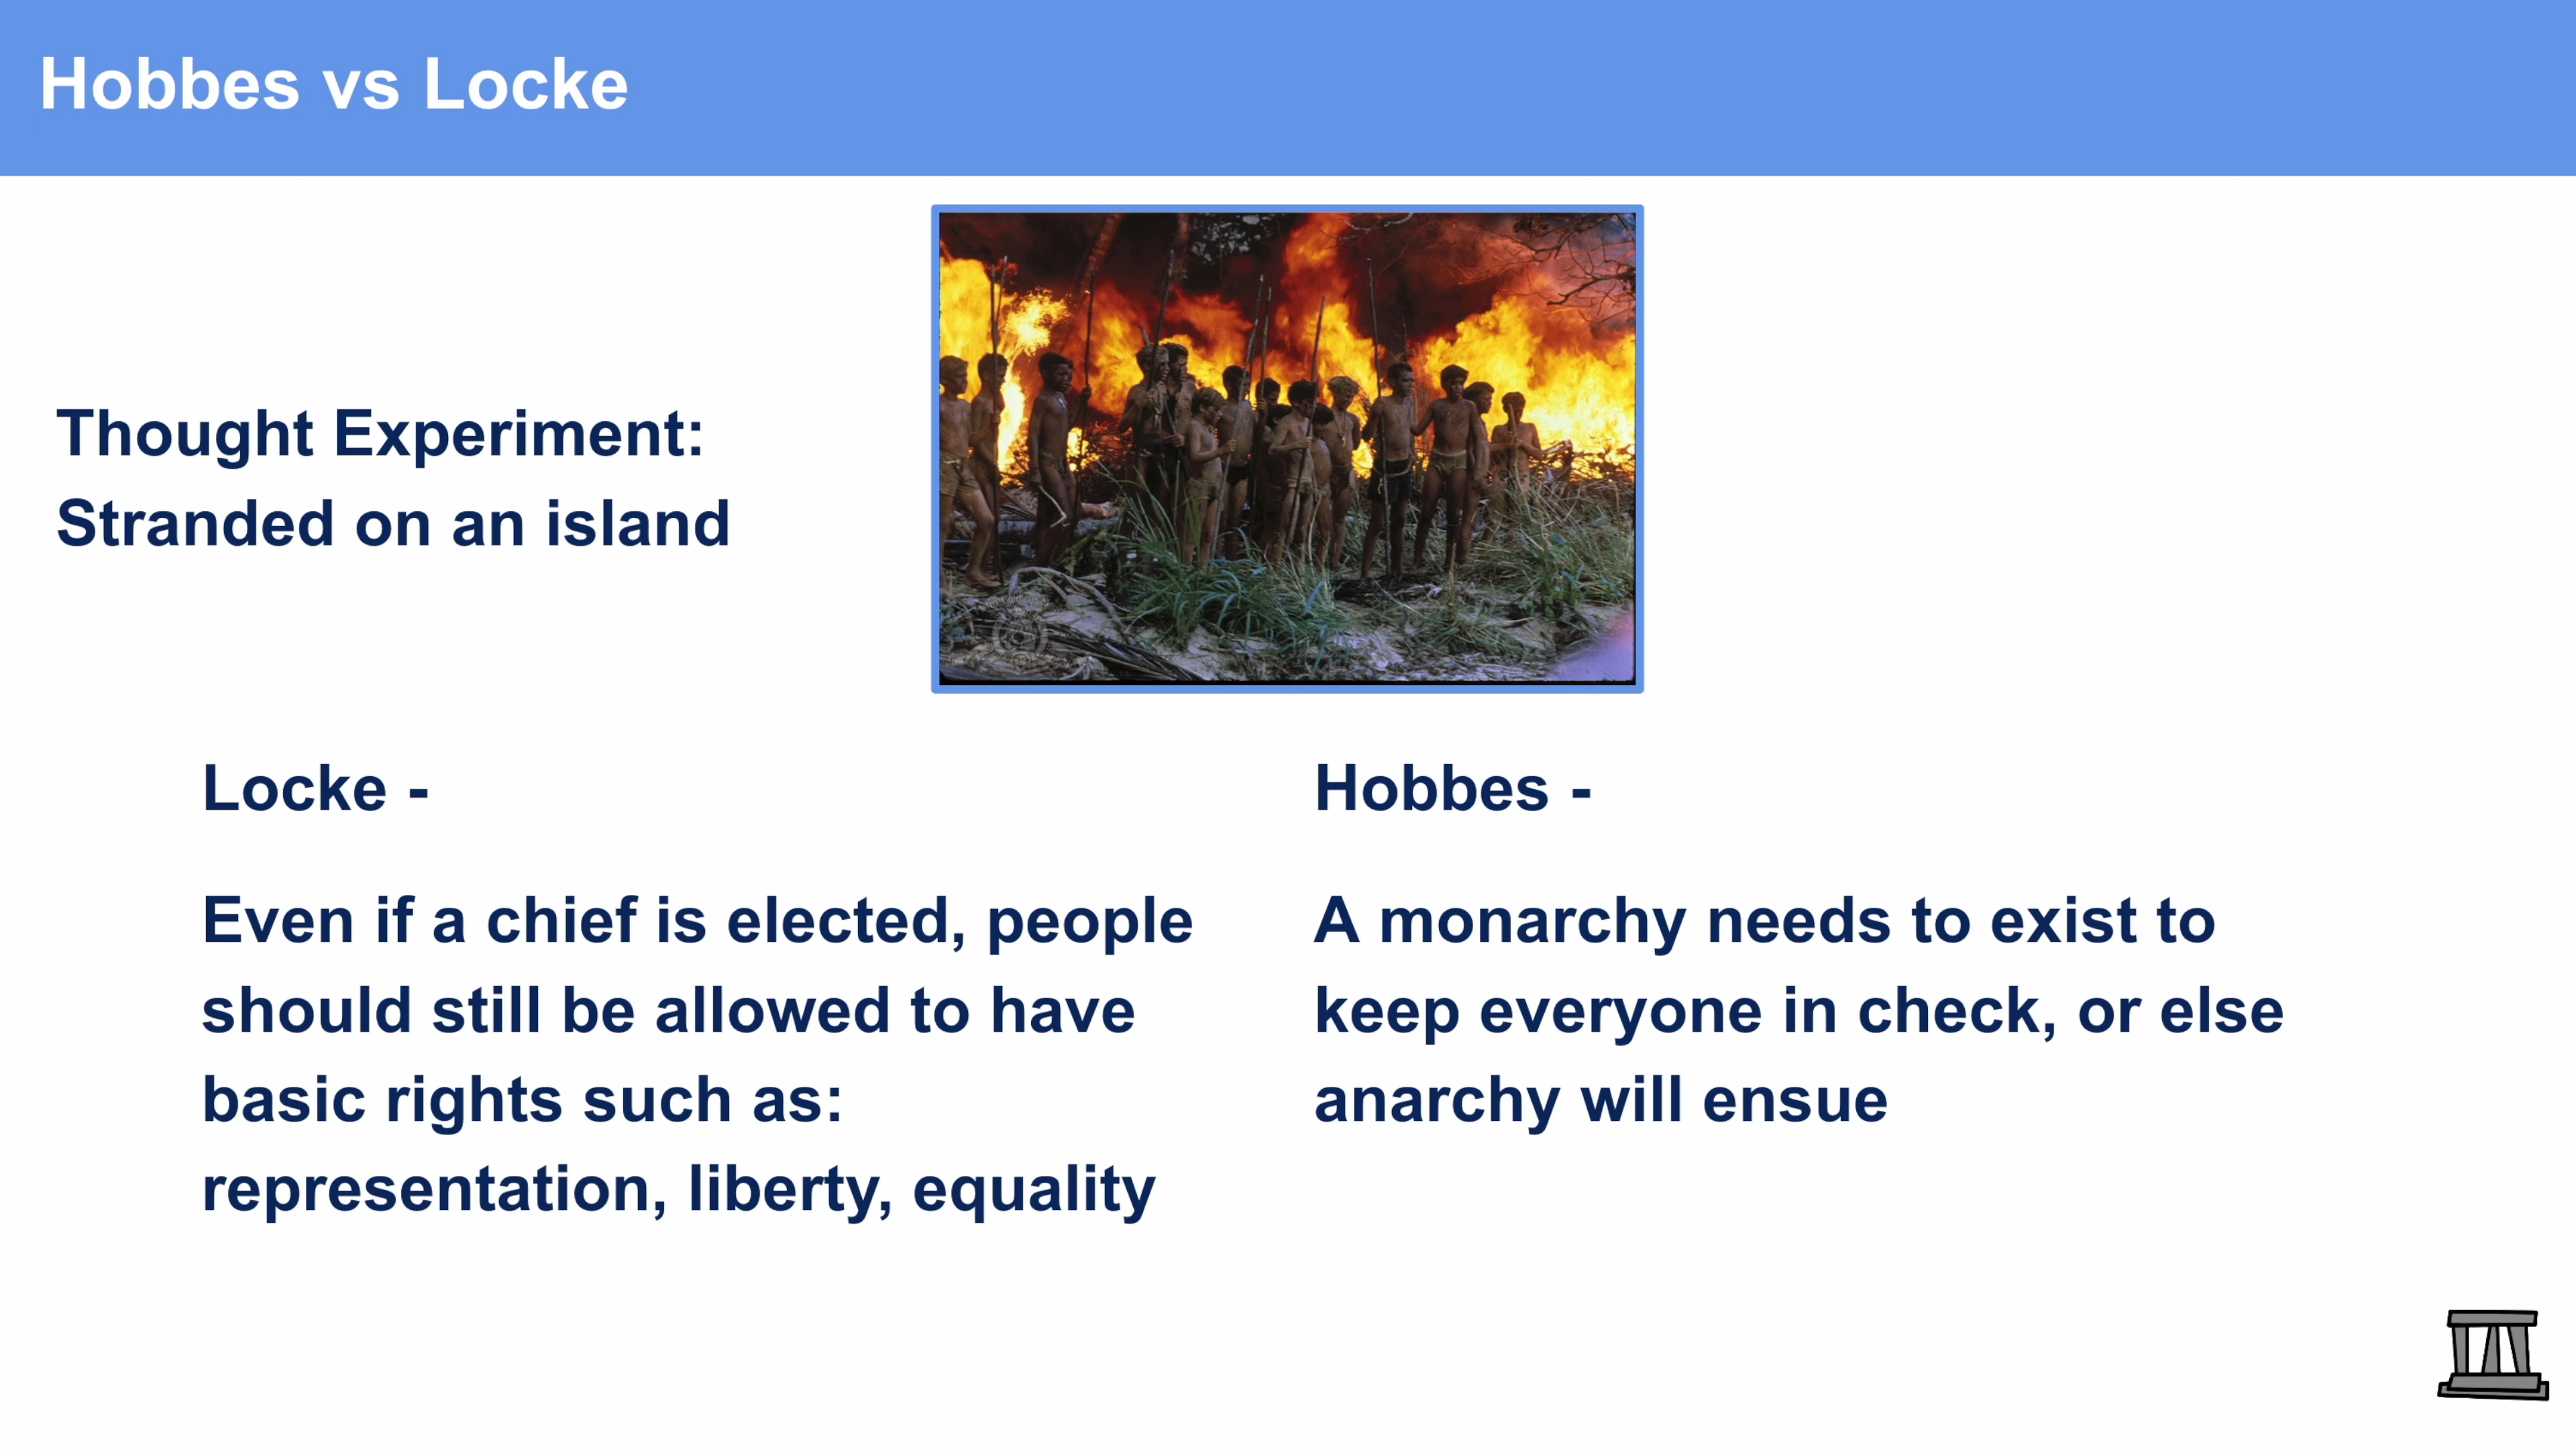 Hobbes vs Locke
Thought Experiment:
Stranded on an island
Locke -
Even if a chief is elected, people
should still be allowed to have
basic rights such as:
representation, liberty, equality
Hobbes -
A monarchy needs to exist to
keep everyone in check, or else
anarchy will ensue